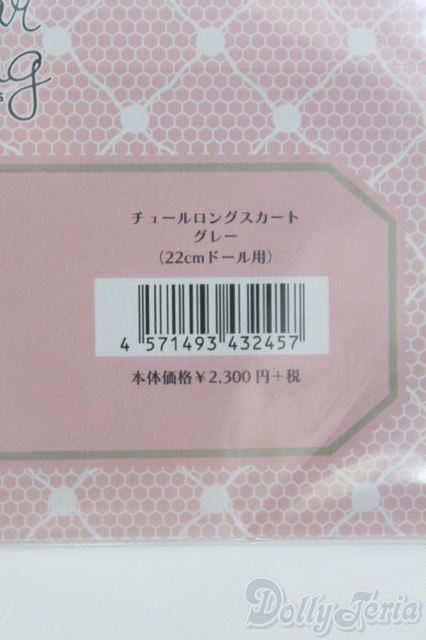 チュールロングスカート
グレー
（22cmドール用）
4 571493 432457
本体価格￥2,300円＋税
DollyTeria